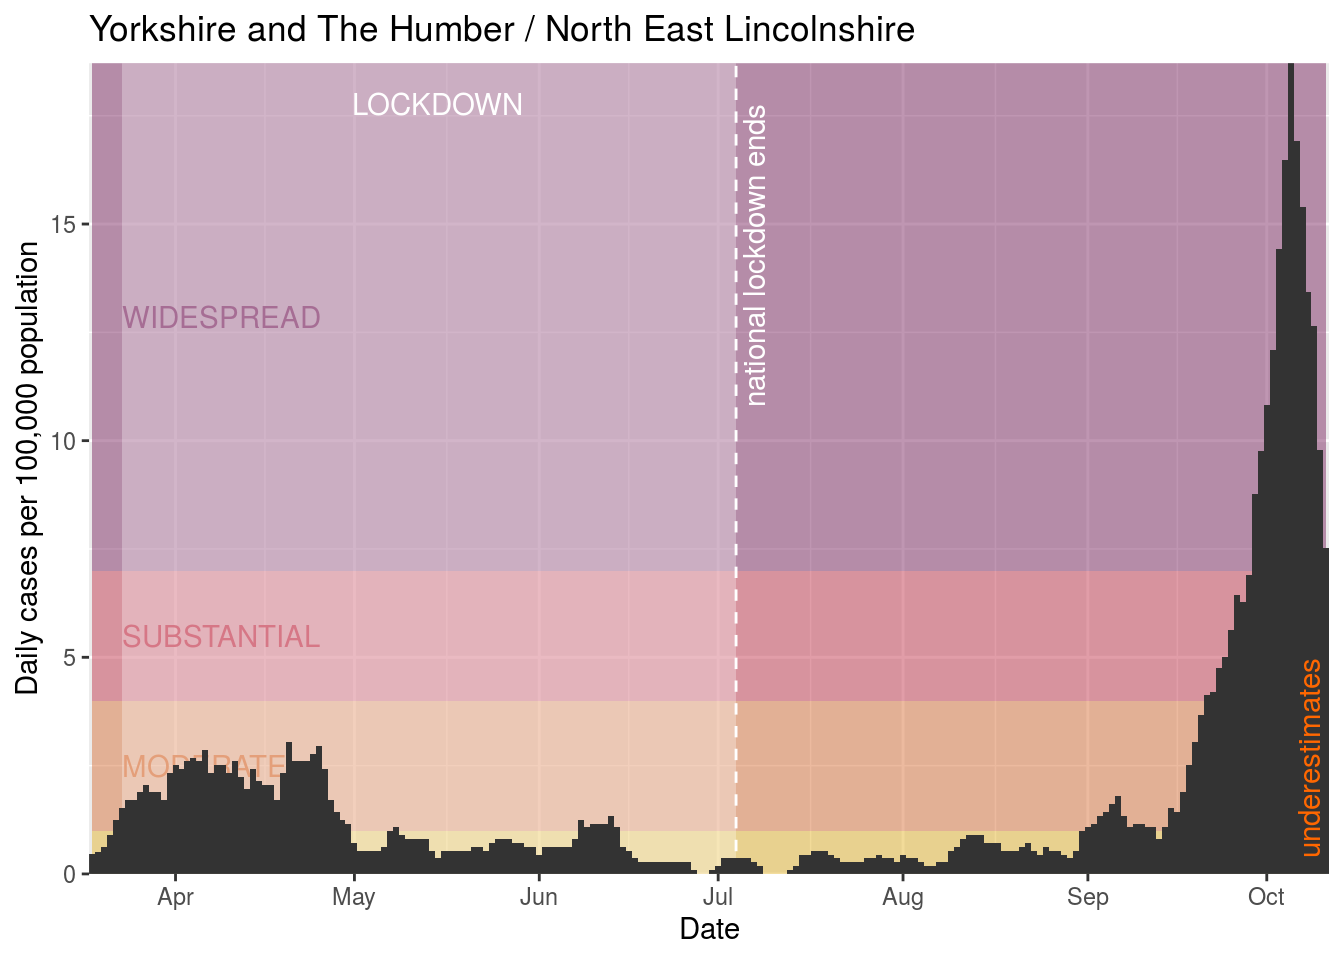 Yorkshire and The Humber / North East Lincolnshire
LOCKDOWN
national lockdown ends
WIDESPREAD
SUBSTANTIAL
MODERATE
underestimates
Daily cases per 100,000 population
15
10
5
0
Apr May Jun Jul Aug Sep Oct
Date